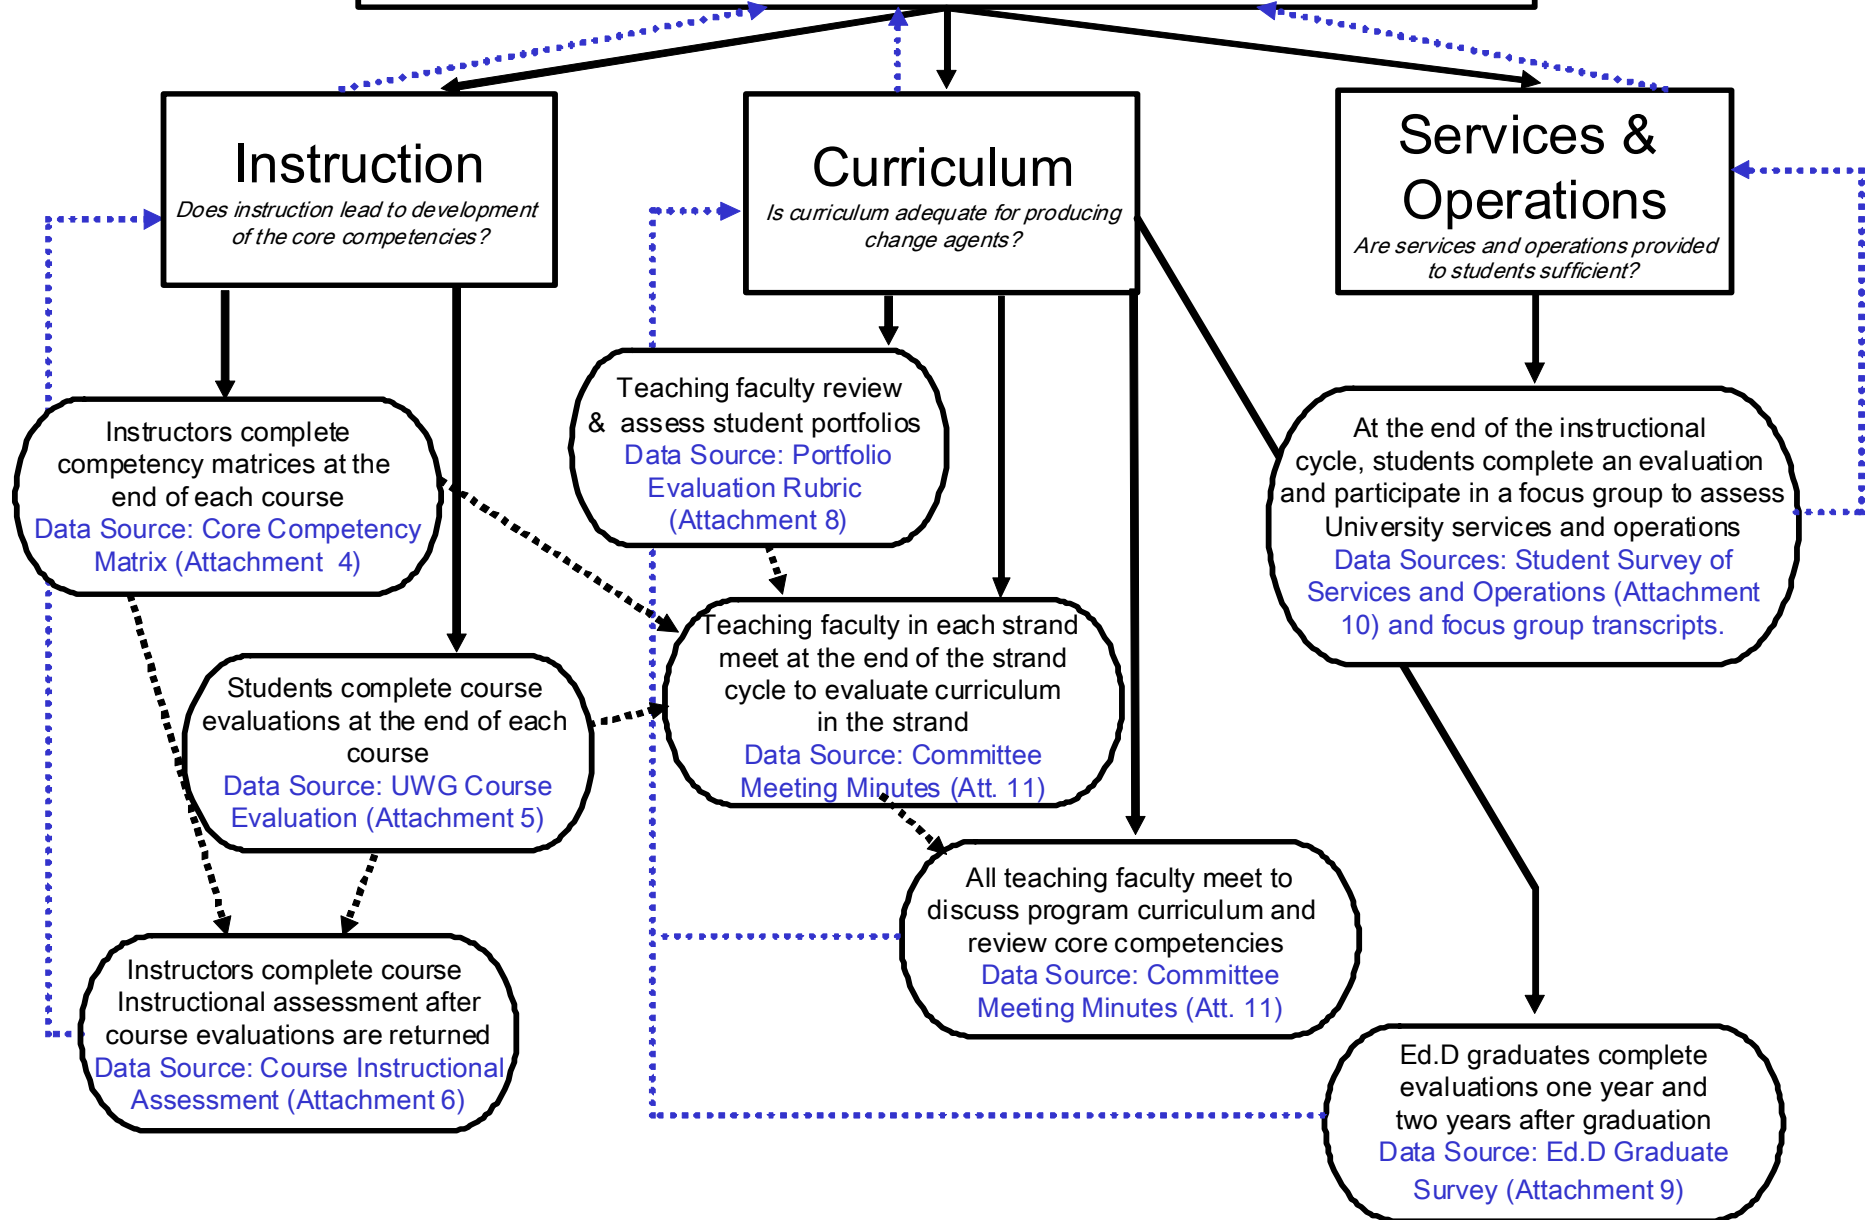 Instruction
Does instruction lead to development
of the core competencies?
Curriculum
Is curriculum adequate for producing
change agents?
Services &
Operations
Are services and operations provided
to students sufficient?
Instructors complete
competency matrices at the
end of each course
Data Source: Core Competency
Matrix (Attachment 4)
Teaching faculty review
& assess student portfolios
Data Source: Portfolio
Evaluation Rubric
(Attachment 8)
At the end of the instructional
cycle, students complete an evaluation
and participate in a focus group to assess
University services and operations
Data Sources: Student Survey of
Services and Operations (Attachment
10) and focus group transcripts.
Students complete course
evaluations at the end of each
course
Data Source: UWG Course
Evaluation (Attachment 5)
Teaching faculty in each strand
meet at the end of the strand
cycle to evaluate curriculum
in the strand
Data Source: Committee
Meeting Minutes (Att. 11)
All teaching faculty meet to
discuss program curriculum and
review core competencies
Data Source: Committee
Meeting Minutes (Att. 11)
Instructors complete course
Instructional assessment after
course evaluations are returned
Data Source: Course Instructional
Assessment (Attachment 6)
Ed.D graduates complete
evaluations one year and
two years after graduation
Data Source: Ed.D Graduate
Survey (Attachment 9)